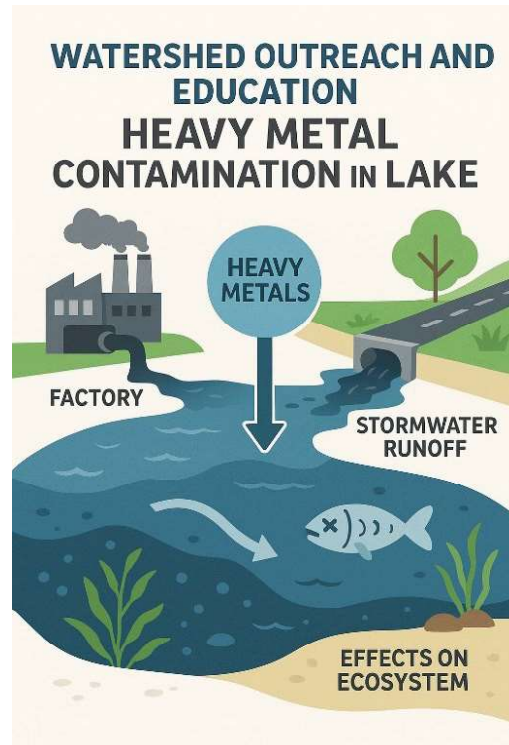 WATERSHED OUTREACH AND
EDUCATION
HEAVY METAL
CONTAMINATION IN LAKE
HEAVY
METALS
FACTORY
STORMWATER
RUNOFF
EFFECTS ON
ECOSYSTEM